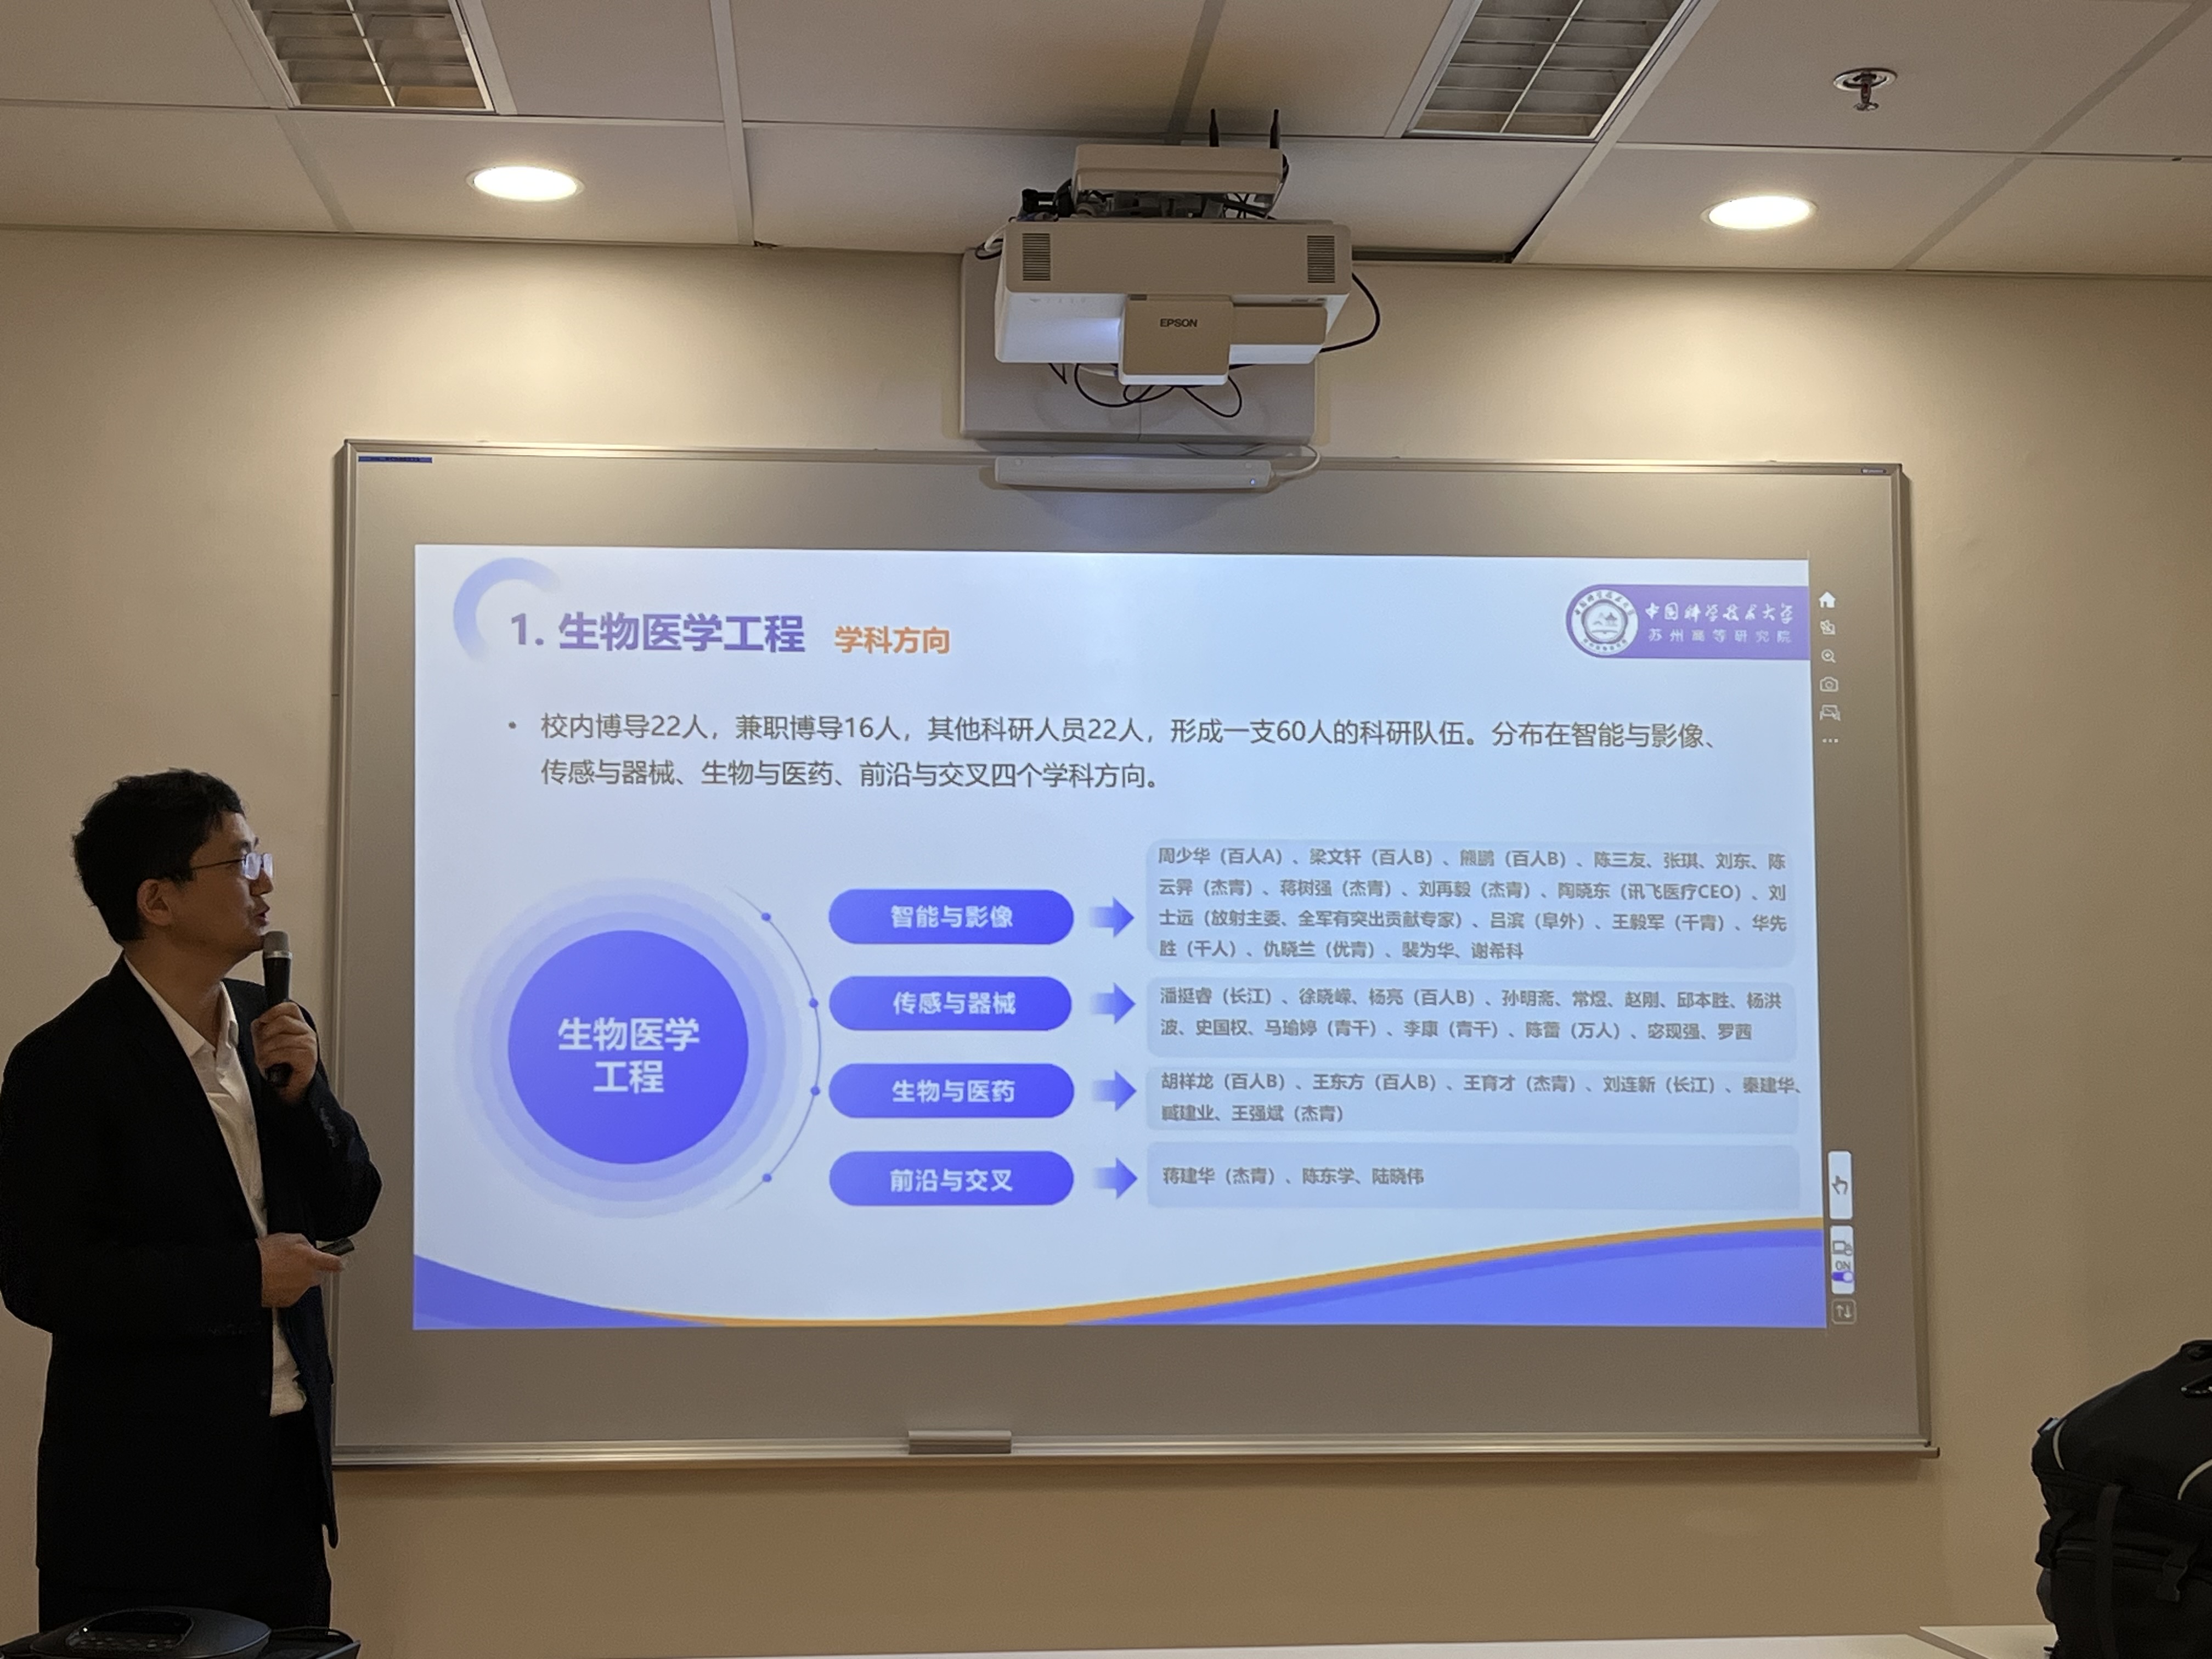 EPSON
1. 生物医学工程 学科方向
中国科学技术大学
苏州高等研究院
• 校内博导22人，兼职博导16人，其他科研人员22人，形成一支60人的科研队伍。分布在智能与影像、
传感与器械、生物与医药、前沿与交叉四个学科方向。
生物医学
工程
智能与影像
周少华（百人A）、梁文轩（百人B）、熊鹏（百人B）、陈三友、张琪、刘东、陈
云霁（杰青）、蒋树强（杰青）、刘再毅（杰青）、陶晓东（讯飞医疗CEO）、刘
士远（放射主委、全军有突出贡献专家）、吕滨（阜外）、王毅军（千青）、华先
胜（千人）、仇晓兰（优青）、裴为华、谢希科
传感与器械
潘挺睿（长江）、徐晓嵘、杨亮（百人B）、孙明斋、常煜、赵刚、邱本胜、杨洪
波、史国权、马瑜婷（青千）、李康（青千）、陈蕾（万人）、宓现强、罗茜
生物与医药
胡祥龙（百人B）、王东方（百人B）、王育才（杰青）、刘连新（长江）、秦建华、
臧建业、王强斌（杰青）
前沿与交叉
蒋建华（杰青）、陈东学、陆晓伟
ON